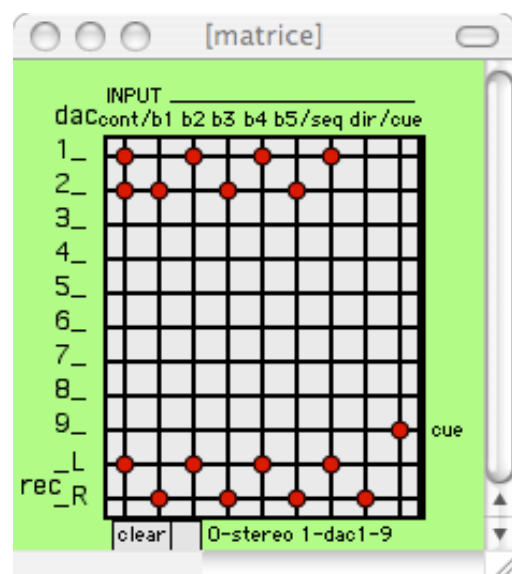 [matrice]
INPUT
dac cont/b1 b2 b3 b4 b5/seq dir/cue
1_
2_
3_
4_
5_
6_
7_
8_
9_ cue
_L
rec _R
clear 0-stereo 1-dac1-9